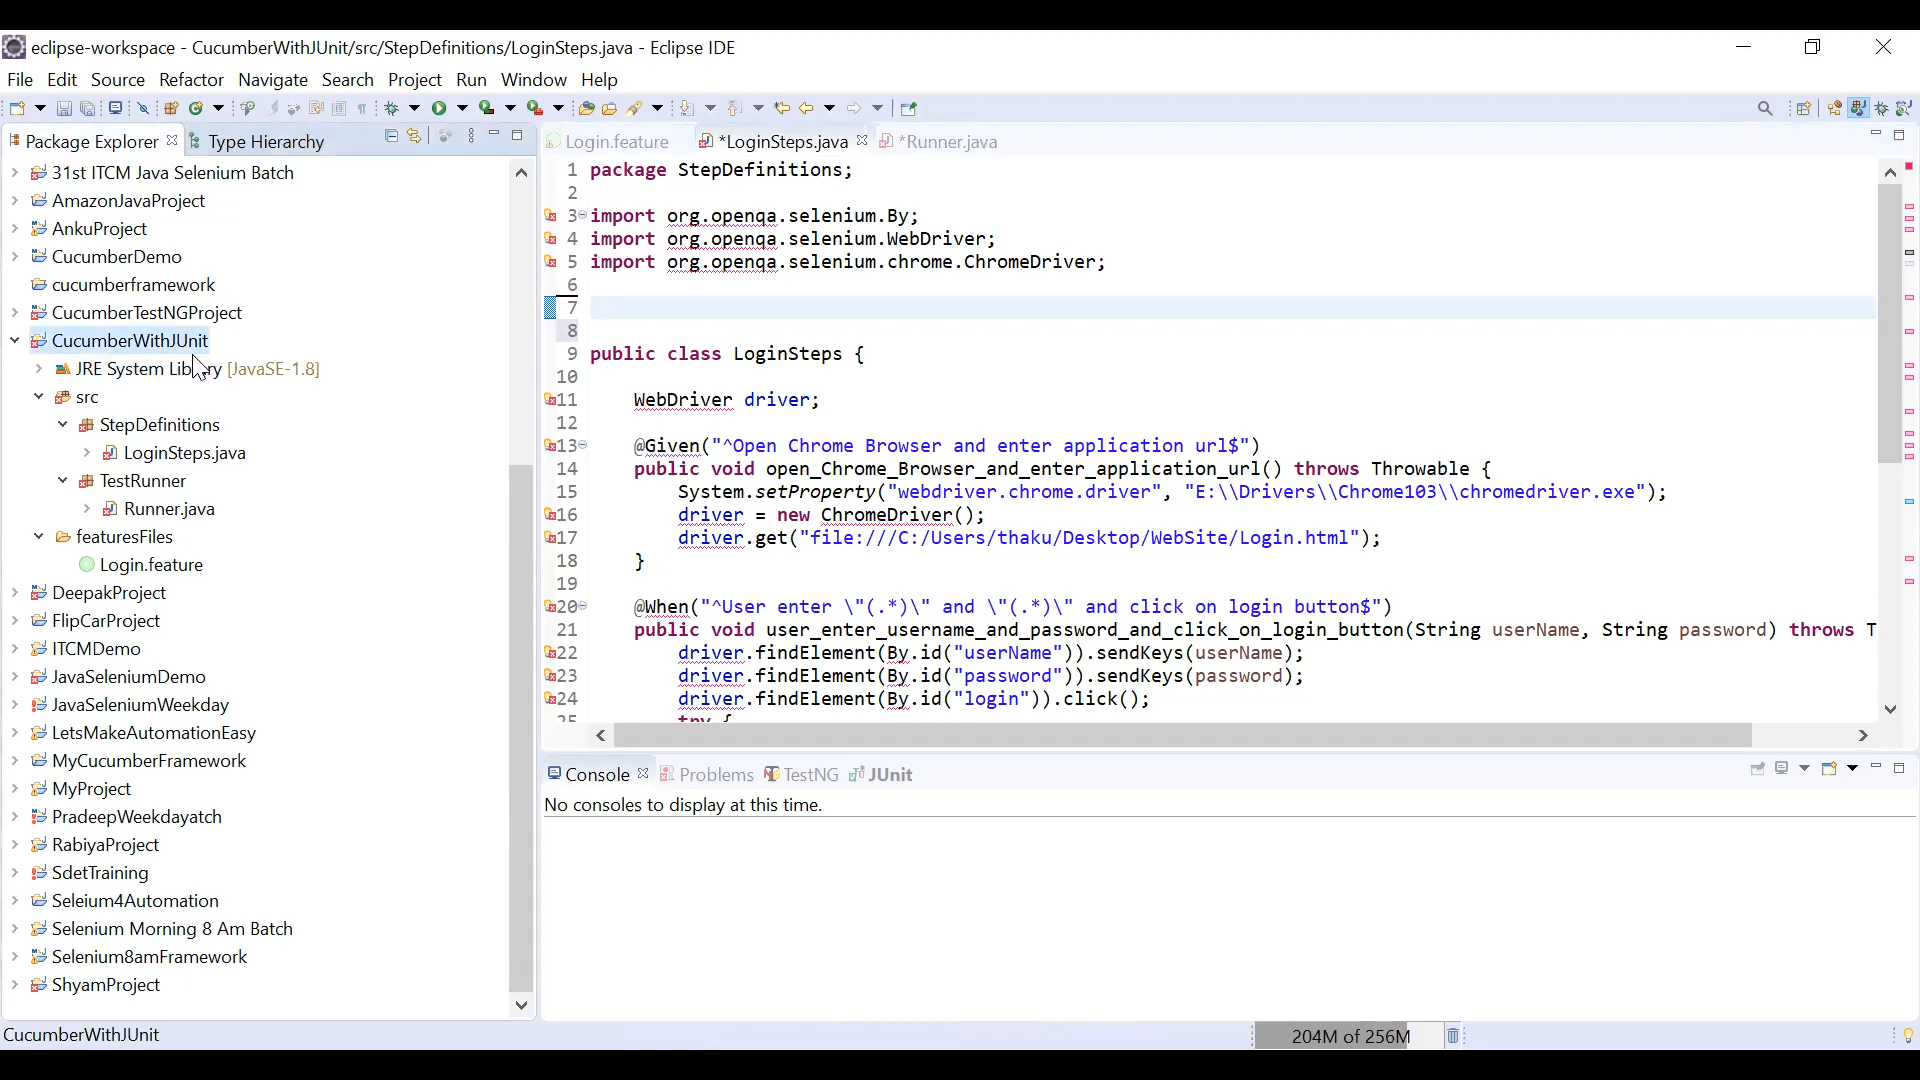 eclipse-workspace - CucumberWithJUnit/src/StepDefinitions/LoginSteps.java - Eclipse IDE
File Edit Source Refactor Navigate Search Project Run Window Help
Package Explorer Type Hierarchy
31st ITCM Java Selenium Batch
AmazonJavaProject
AnkuProject
CucumberDemo
cucumberframework
CucumberTestNGProject
CucumberWithJUnit
JRE System Library [JavaSE-1.8]
src
StepDefinitions
LoginSteps.java
TestRunner
Runner.java
featuresFiles
Login.feature
DeepakProject
FlipCarProject
ITCMDemo
JavaSeleniumDemo
JavaSeleniumWeekday
LetsMakeAutomationEasy
MyCucumberFramework
MyProject
PradeepWeekdayatch
RabiyaProject
SdetTraining
Seleium4Automation
Selenium Morning 8 Am Batch
Selenium8amFramework
ShyamProject
Login.feature *LoginSteps.java *Runner.java
1 package StepDefinitions;
2
3 import org.openqa.selenium.By;
4 import org.openqa.selenium.WebDriver;
5 import org.openqa.selenium.chrome.ChromeDriver;
6
7
8
9 public class LoginSteps {
10
11 WebDriver driver;
12
13 @Given("^Open Chrome Browser and enter application url$")
14 public void open_Chrome_Browser_and_enter_application_url() throws Throwable {
15 System.setProperty("webdriver.chrome.driver", "E:\\Drivers\\Chrome103\\chromedriver.exe");
16 driver = new ChromeDriver();
17 driver.get("file:///C:/Users/thaku/Desktop/WebSite/Login.html");
18 }
19
20 @When("^User enter \"(.*)\" and \"(.*)\" and click on login button$")
21 public void user_enter_username_and_password_and_click_on_login_button(String userName, String password) throws T
22 driver.findElement(By.id("userName")).sendKeys(userName);
23 driver.findElement(By.id("password")).sendKeys(password);
24 driver.findElement(By.id("login")).click();
25 try {
Console Problems TestNG JUnit
No consoles to display at this time.
CucumberWithJUnit 204M of 256M